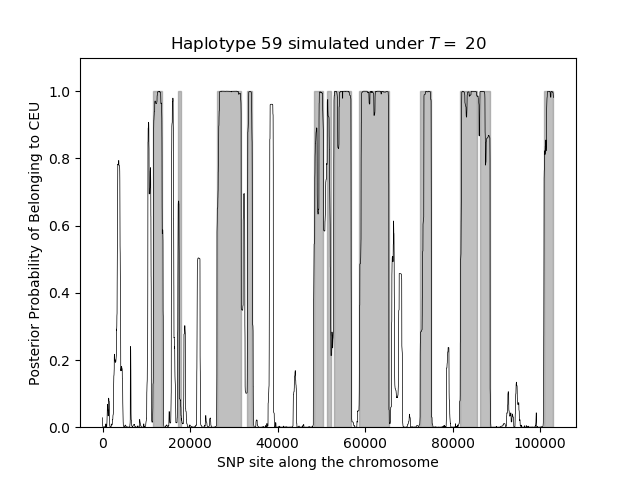 Haplotype 59 simulated under T = 20
Posterior Probability of Belonging to CEU
1.0
0.8
0.6
0.4
0.2
0.0
0 20000 40000 60000 80000 100000
SNP site along the chromosome